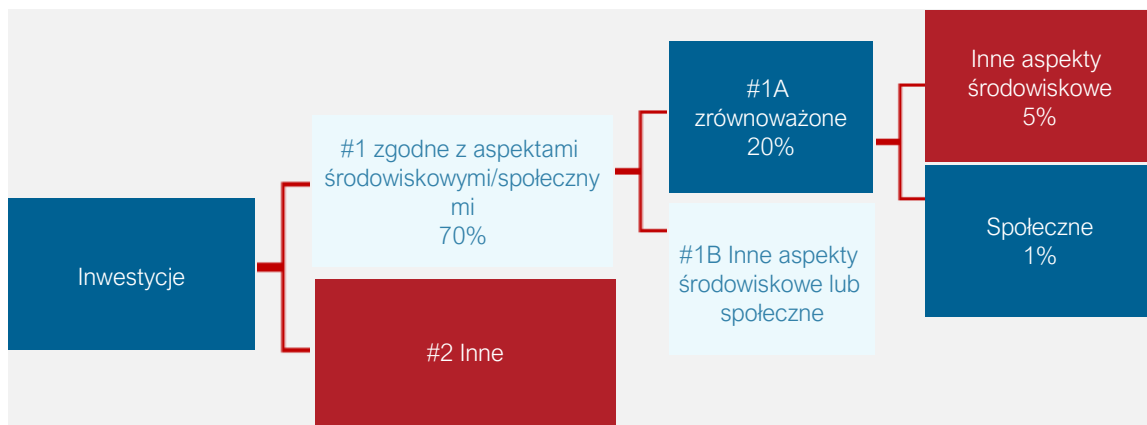 Inwestycje
#1 zgodne z aspektami
środowiskowymi/społeczny
mi
70%
#2 Inne
#1A
zrównoważone
20%
#1B Inne aspekty
środowiskowe lub
społeczne
Inne aspekty
środowiskowe
5%
Społeczne
1%